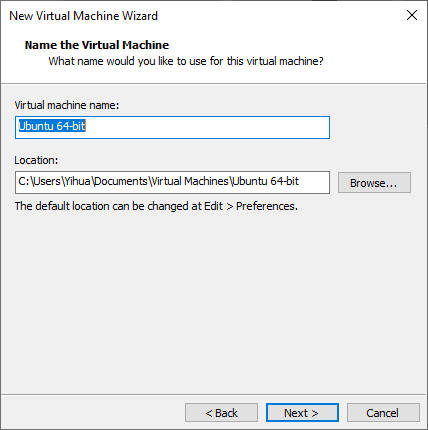 New Virtual Machine Wizard
Name the Virtual Machine
What name would you like to use for this virtual machine?
Virtual machine name:
Ubuntu 64-bit
Location:
C:\Users\Yihua\Documents\Virtual Machines\Ubuntu 64-bit
Browse...
The default location can be changed at Edit > Preferences.
< Back
Next >
Cancel